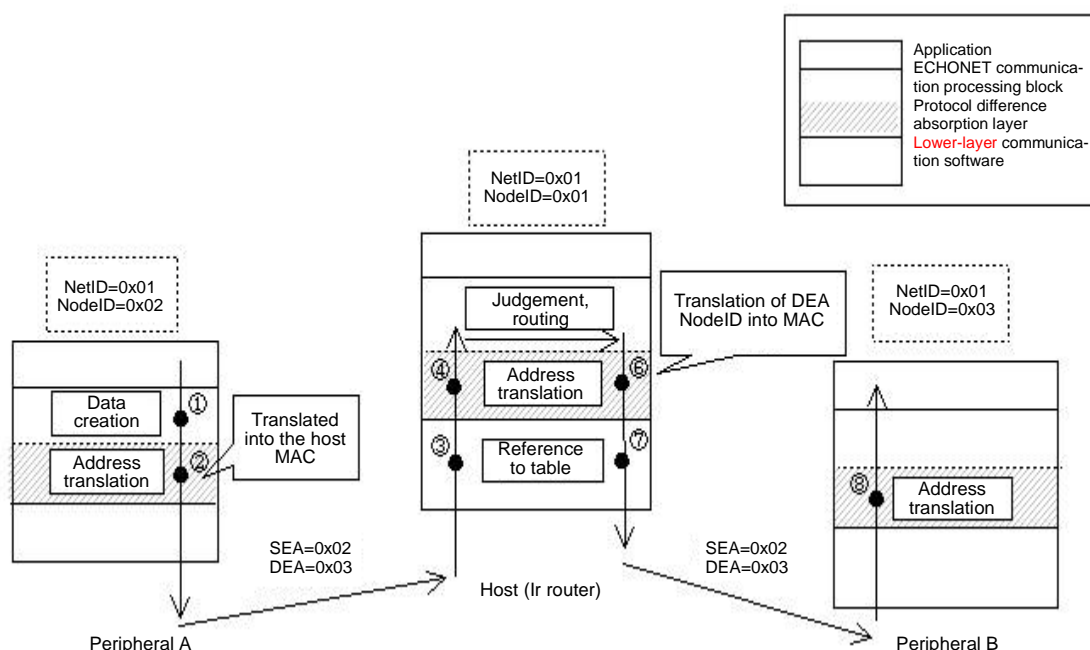 Application
ECHONET communica-
tion processing block
Protocol difference
absorption layer
Lower-layer communica-
tion software
NetID=0x01
NodeID=0x01
NetID=0x01
NodeID=0x02
NetID=0x01
NodeID=0x03
Judgement,
routing
Translation of DEA
NodeID into MAC
④
Address
translation
⑥
Data
creation
①
Translated
into the host
MAC
Address
translation
②
③
Reference
to table
⑦
⑧
Address
translation
SEA=0x02
DEA=0x03
SEA=0x02
DEA=0x03
Host (Ir router)
Peripheral A
Peripheral B